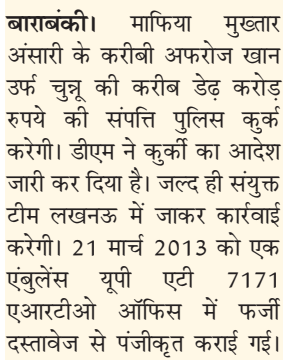 बाराबंकी। माफिया मुख्तार
अंसारी के करीबी अफरोज खान
उर्फ चुन्नू की करीब डेढ़ करोड़
रुपये की संपत्ति पुलिस कुर्क
करेगी। डीएम ने कुर्की का आदेश
जारी कर दिया है। जल्द ही संयुक्त
टीम लखनऊ में जाकर कार्रवाई
करेगी। 21 मार्च 2013 को एक
एंबुलेंस यूपी एटी 7171
एआरटीओ ऑफिस में फर्जी
दस्तावेज से पंजीकृत कराई गई।